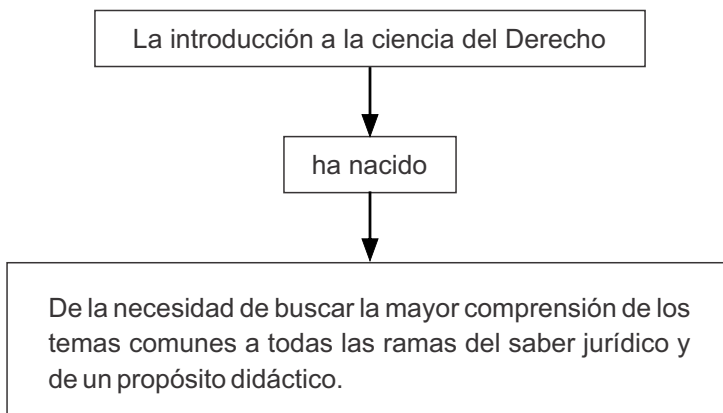 La introducción a la ciencia del Derecho
ha nacido
De la necesidad de buscar la mayor comprensión de los
temas comunes a todas las ramas del saber jurídico y
de un propósito didáctico.